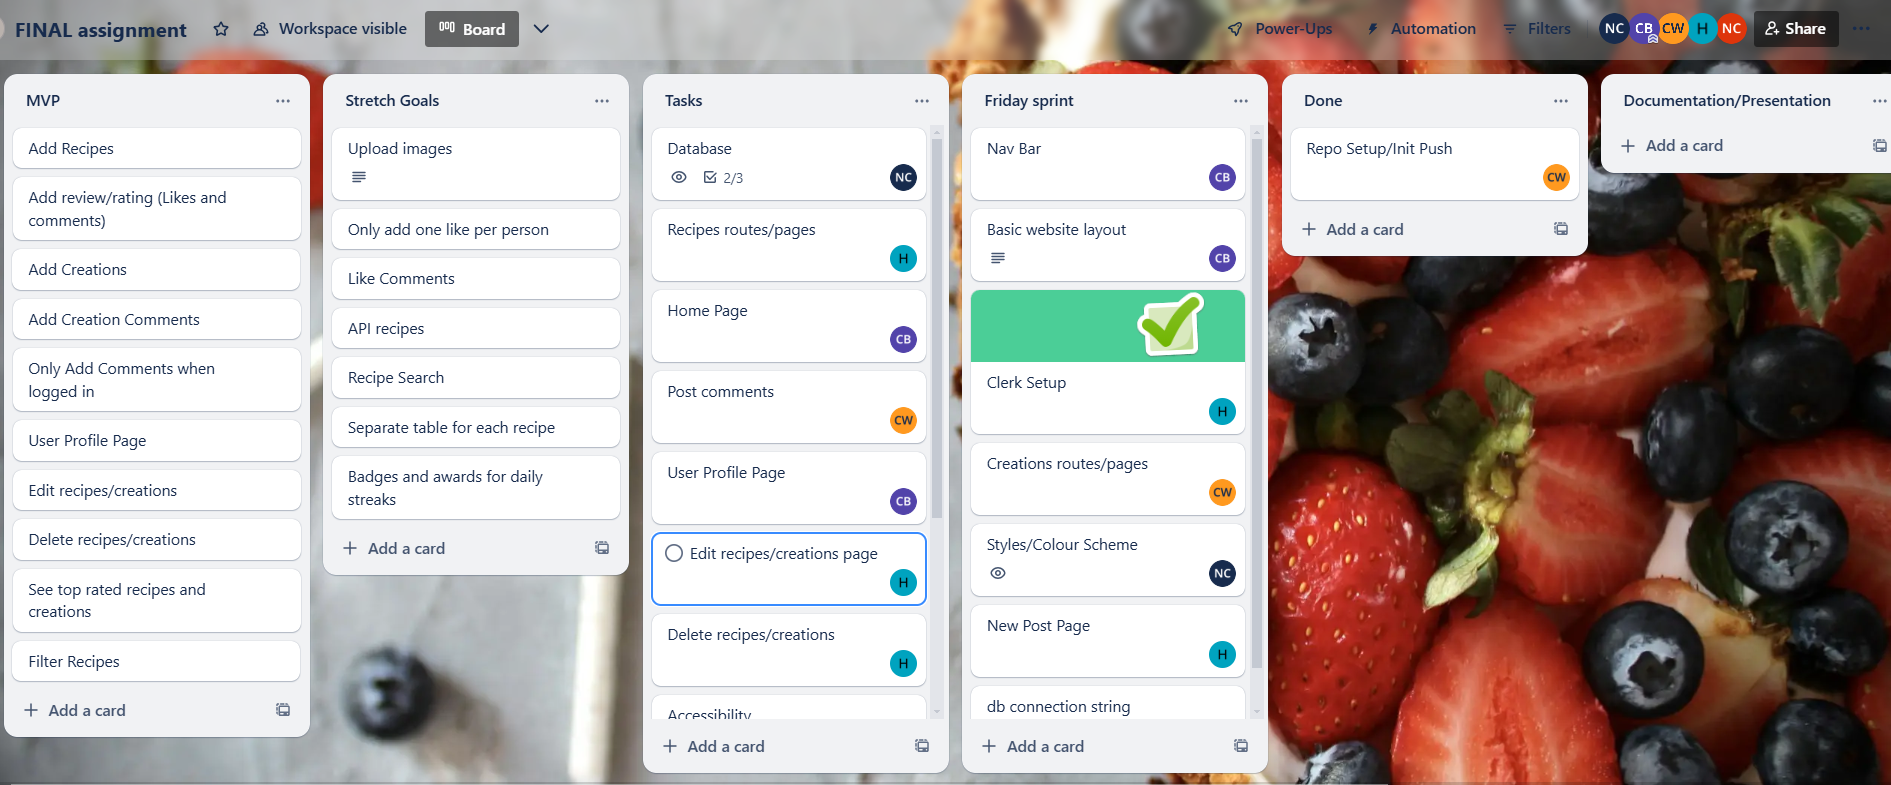 FINAL assignment
Workspace visible
Board
Power-Ups
Automation
Filters
NC
CB
CW
H
NC
Share
MVP
Add Recipes
Add review/rating (Likes and
comments)
Add Creations
Add Creation Comments
Only Add Comments when
logged in
User Profile Page
Edit recipes/creations
Delete recipes/creations
See top rated recipes and
creations
Filter Recipes
+ Add a card
Stretch Goals
Upload images
Only add one like per person
Like Comments
API recipes
Recipe Search
Separate table for each recipe
Badges and awards for daily
streaks
+ Add a card
Tasks
Database
2/3
NC
Recipes routes/pages
H
Home Page
CB
Post comments
CW
User Profile Page
CB
Edit recipes/creations page
H
Delete recipes/creations
H
Accessibility
+ Add a card
Friday sprint
Nav Bar
CB
Basic website layout
CB
Clerk Setup
H
Creations routes/pages
CW
Styles/Colour Scheme
NC
New Post Page
H
db connection string
+ Add a card
Done
Repo Setup/Init Push
CW
+ Add a card
Documentation/Presentation
+ Add a card